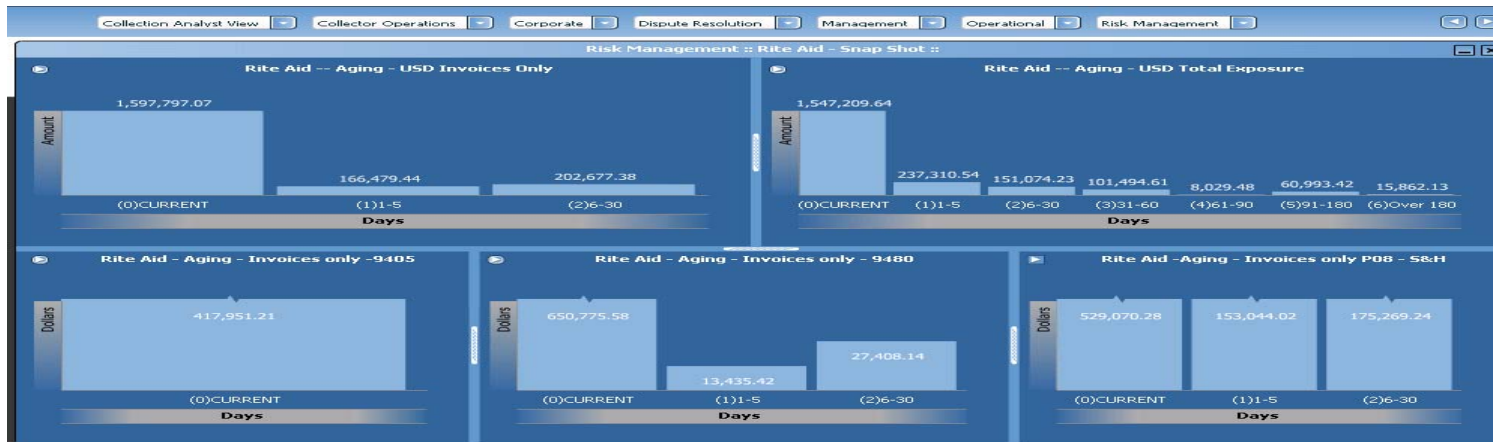 Collection Analyst View Collector Operations Corporate Dispute Resolution Management Operational Risk Management
Risk Management :: Rite Aid - Snap Shot ::
Rite Aid -- Aging - USD Invoices Only
Amount
1,597,797.07
166,479.44
202,677.38
(0)CURRENT (1)1-5 (2)6-30
Days
Rite Aid -- Aging - USD Total Exposure
Amount
1,547,209.64
237,310.54
151,074.23
101,494.61
8,029.48
60,993.42
15,862.13
(0)CURRENT (1)1-5 (2)6-30 (3)31-60 (4)61-90 (5)91-180 (6)Over 180
Days
Rite Aid - Aging - Invoices only -9405
Dollars
417,951.21
(0)CURRENT
Days
Rite Aid - Aging - Invoices only - 9480
Dollars
650,775.58
13,435.42
27,408.14
(0)CURRENT (1)1-5 (2)6-30
Days
Rite Aid -Aging - Invoices only P08 - S&H
Dollars
529,070.28
153,044.02
175,269.24
(0)CURRENT (1)1-5 (2)6-30
Days